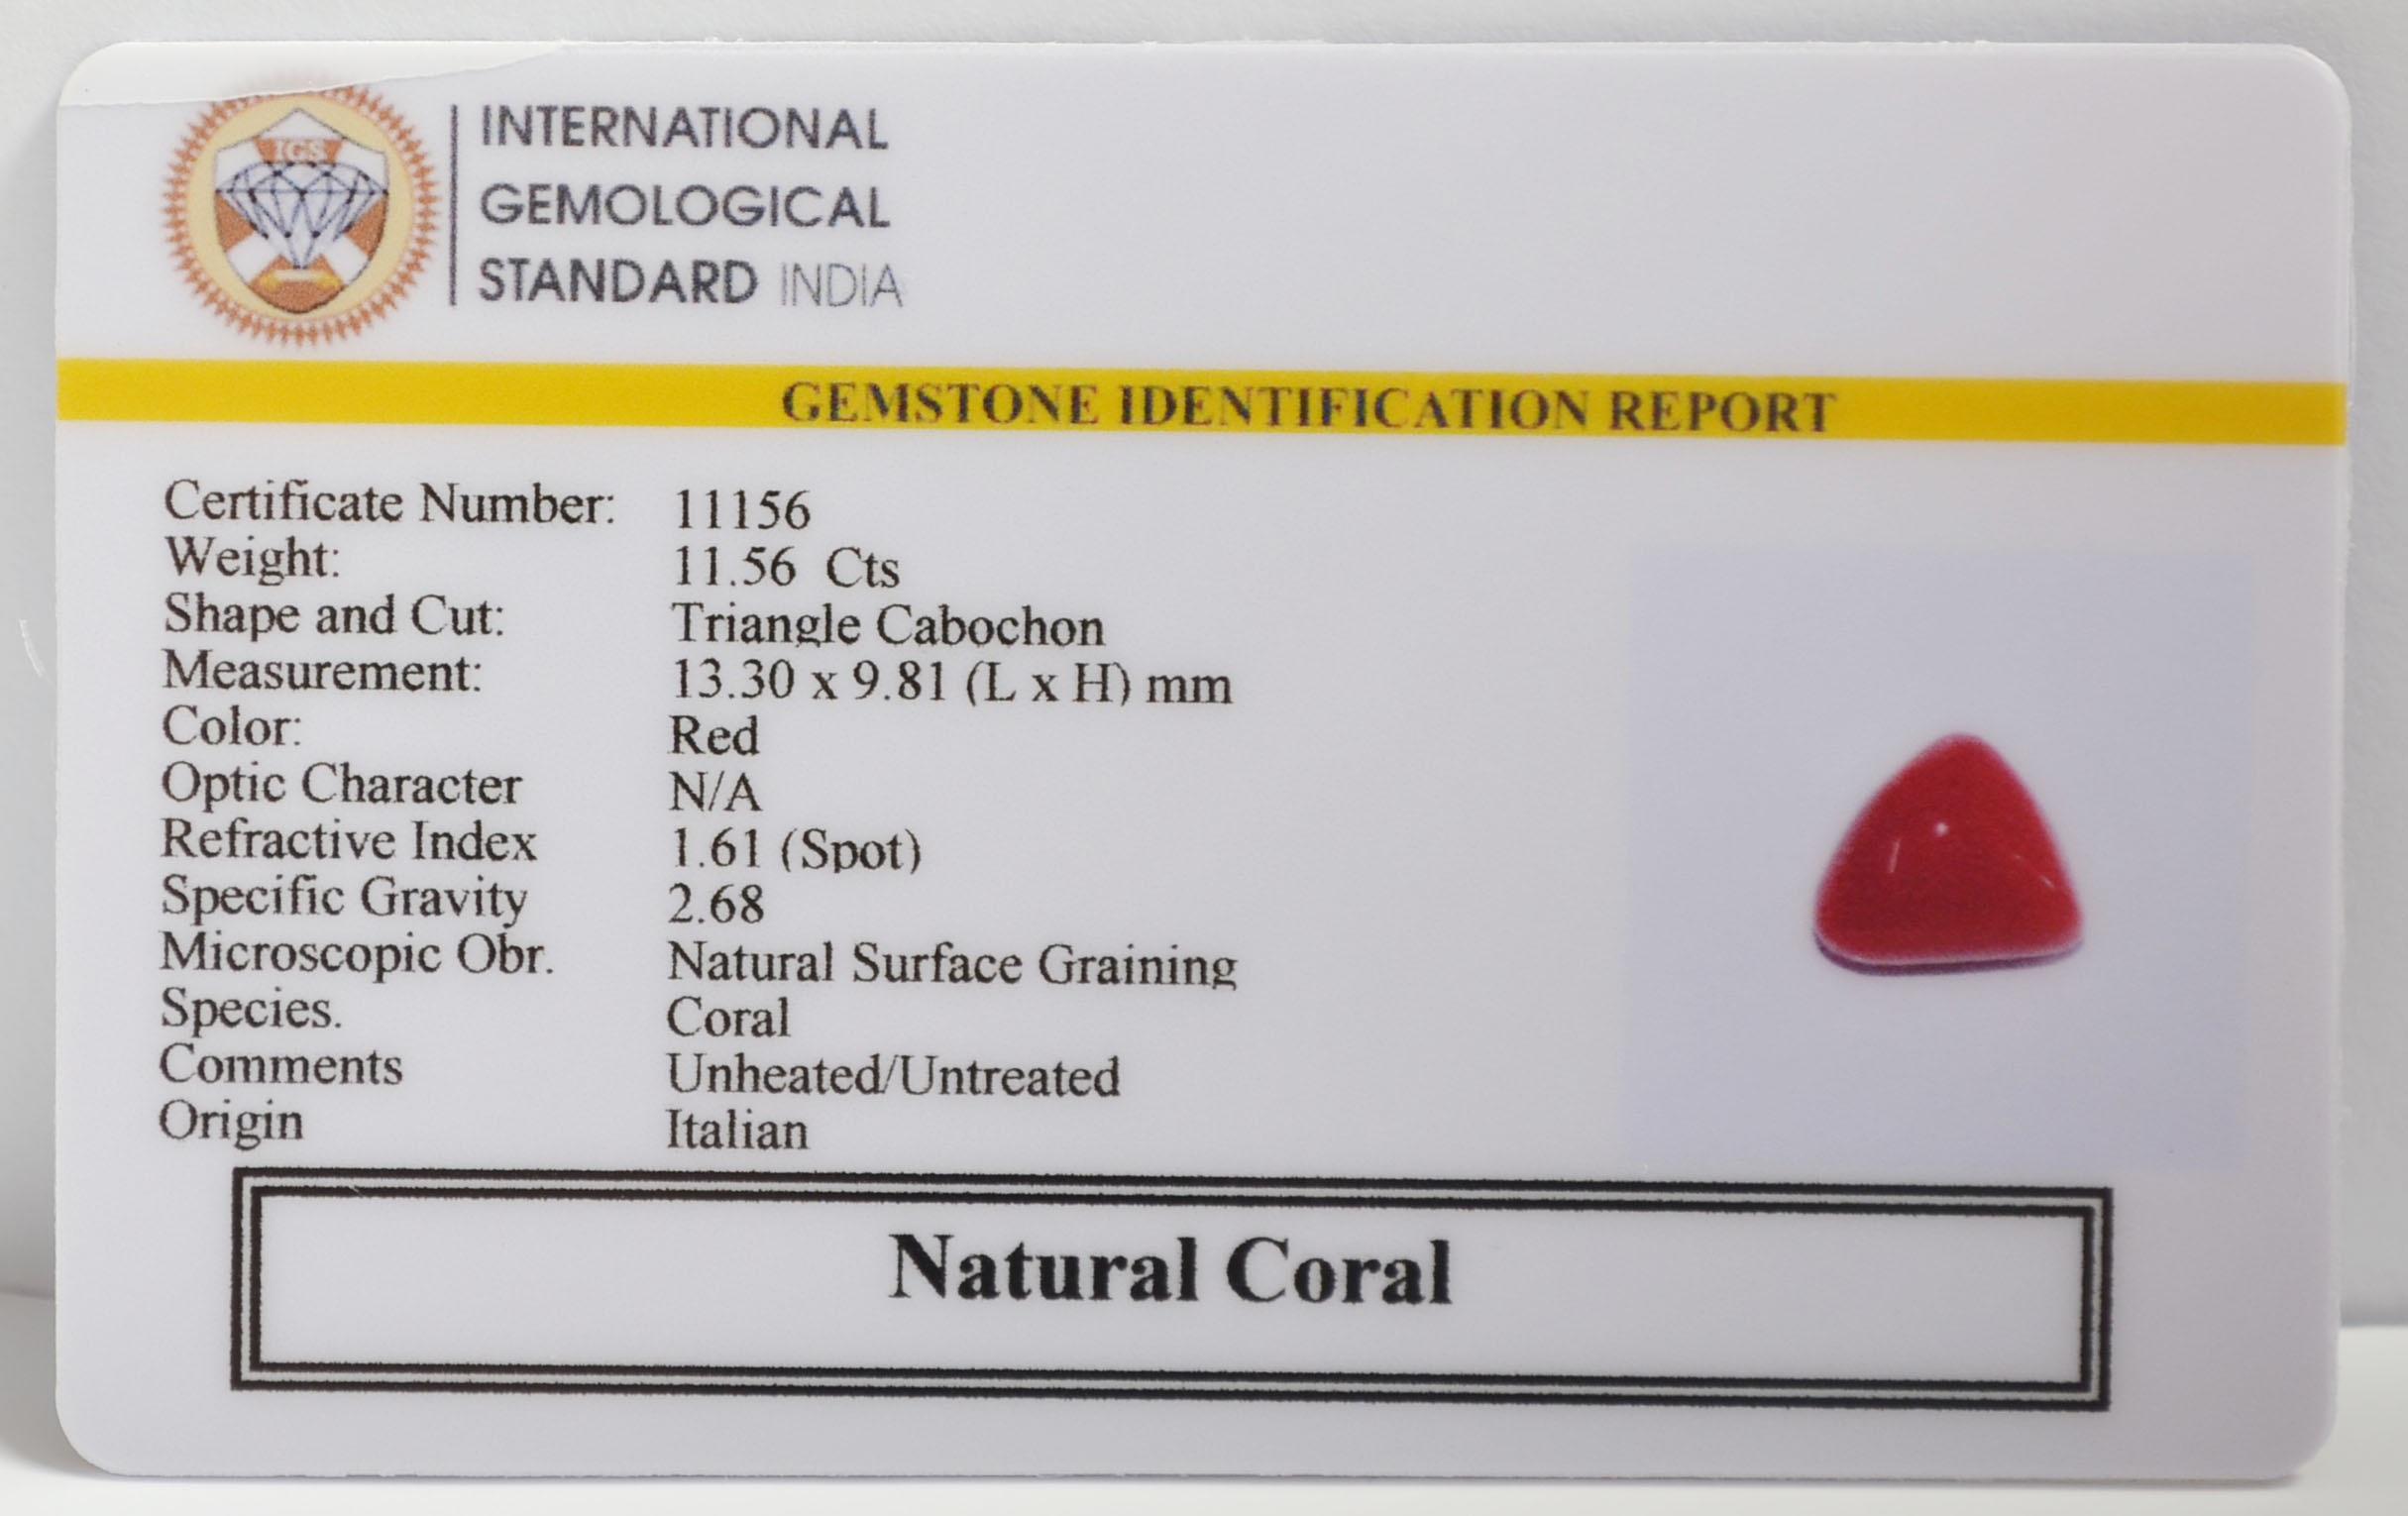 IGS
INTERNATIONAL
GEMOLOGICAL
STANDARD INDIA
GEMSTONE IDENTIFICATION REPORT
Certificate Number: 11156
Weight: 11.56 Cts
Shape and Cut: Triangle Cabochon
Measurement: 13.30 x 9.81 (L x H) mm
Color: Red
Optic Character N/A
Refractive Index 1.61 (Spot)
Specific Gravity 2.68
Microscopic Obr. Natural Surface Graining
Species. Coral
Comments Unheated/Untreated
Origin Italian
Natural Coral